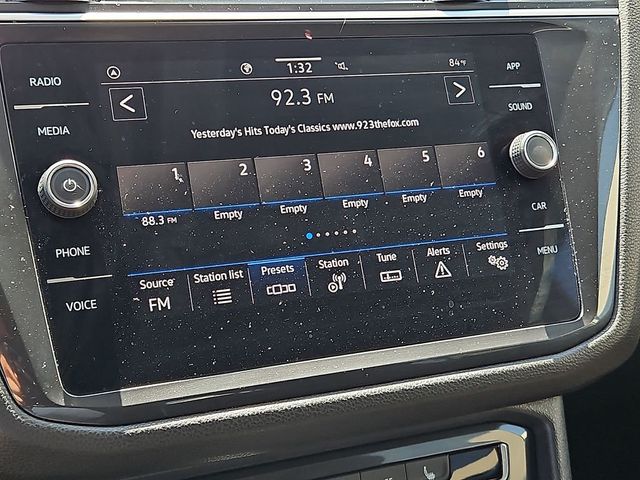 RADIO
MEDIA
PHONE
VOICE
APP
SOUND
CAR
MENU
1:32
84°F
92.3 FM
Yesterday's Hits Today's Classics www.923thefox.com
1 2 3 4 5 6
88.3 FM Empty Empty Empty Empty Empty
Source Station list Presets Station Tune Alerts Settings
FM